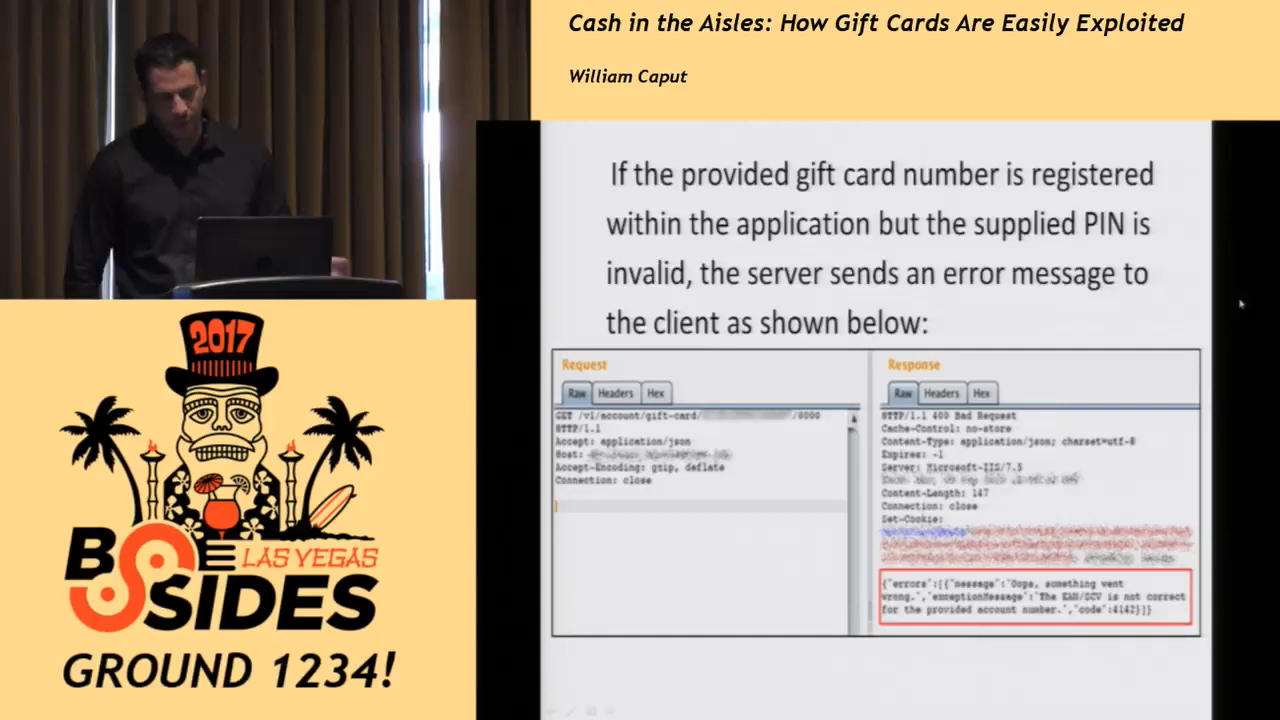 Cash in the Aisles: How Gift Cards Are Easily Exploited
William Caput
If the provided gift card number is registered
within the application but the supplied PIN is
invalid, the server sends an error message to
the client as shown below:
Request
Raw Headers Hex
GET /v1/account/gift-card/ /0000
HTTP/1.1
Accept: application/json
Host:
Accept-Encoding: gzip, deflate
Connection: close
Response
Raw Headers Hex
HTTP/1.1 400 Bad Request
Cache-Control: no-store
Content-Type: application/json; charset=utf-8
Expires: -1
Server: Microsoft-IIS/7.5
Content-Length: 147
Connection: close
Set-Cookie:
{"errors":[{"message":"Oops, something went
wrong.","exceptionMessage":"The EAN/SCV is not correct
for the provided account number.","code":4142}]}
2017
BSIDES
LAS VEGAS
GROUND 1234!